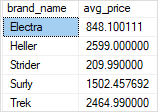 brand_name avg_price
Electra 848.100111
Heller 2599.000000
Strider 209.990000
Surly 1502.457692
Trek 2464.990000